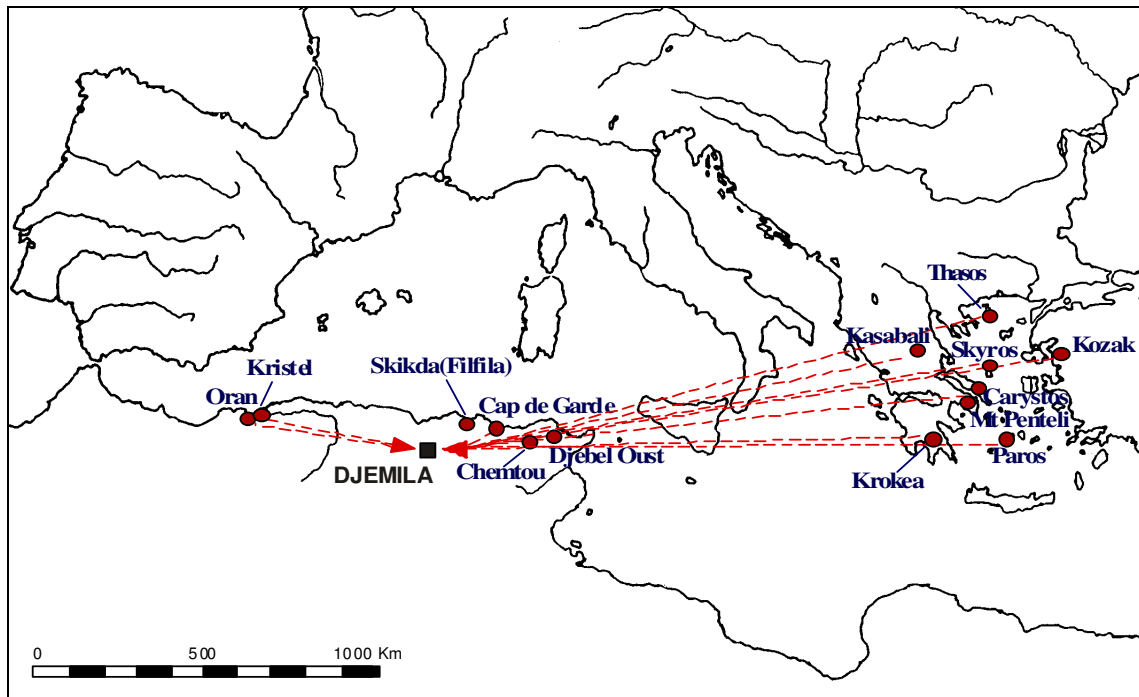 Thasos
Kasabali
Skyros
Kozak
Skikda(Filfila)
Kristel
Oran
Cap de Garde
Carystos
Mt Penteli
Djebel Oust
Chemtou
Paros
Krokea
DJEMILA
0 500 1000 Km